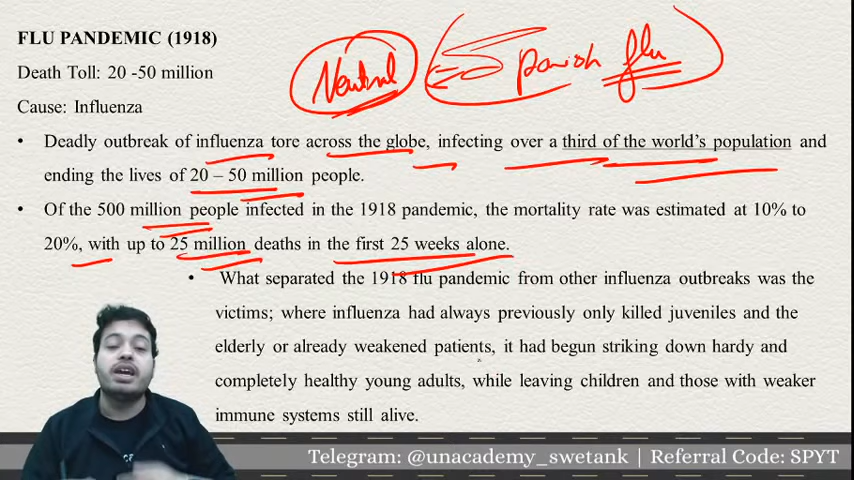 FLU PANDEMIC (1918)
Neutral
Spanish flu
Death Toll: 20 -50 million
Cause: Influenza
• Deadly outbreak of influenza tore across the globe, infecting over a third of the world's population and
ending the lives of 20 – 50 million people.
• Of the 500 million people infected in the 1918 pandemic, the mortality rate was estimated at 10% to
20%, with up to 25 million deaths in the first 25 weeks alone.
• What separated the 1918 flu pandemic from other influenza outbreaks was the
victims; where influenza had always previously only killed juveniles and the
elderly or already weakened patients, it had begun striking down hardy and
completely healthy young adults, while leaving children and those with weaker
immune systems still alive.
Telegram: @unacademy_swetank | Referral Code: SPYT